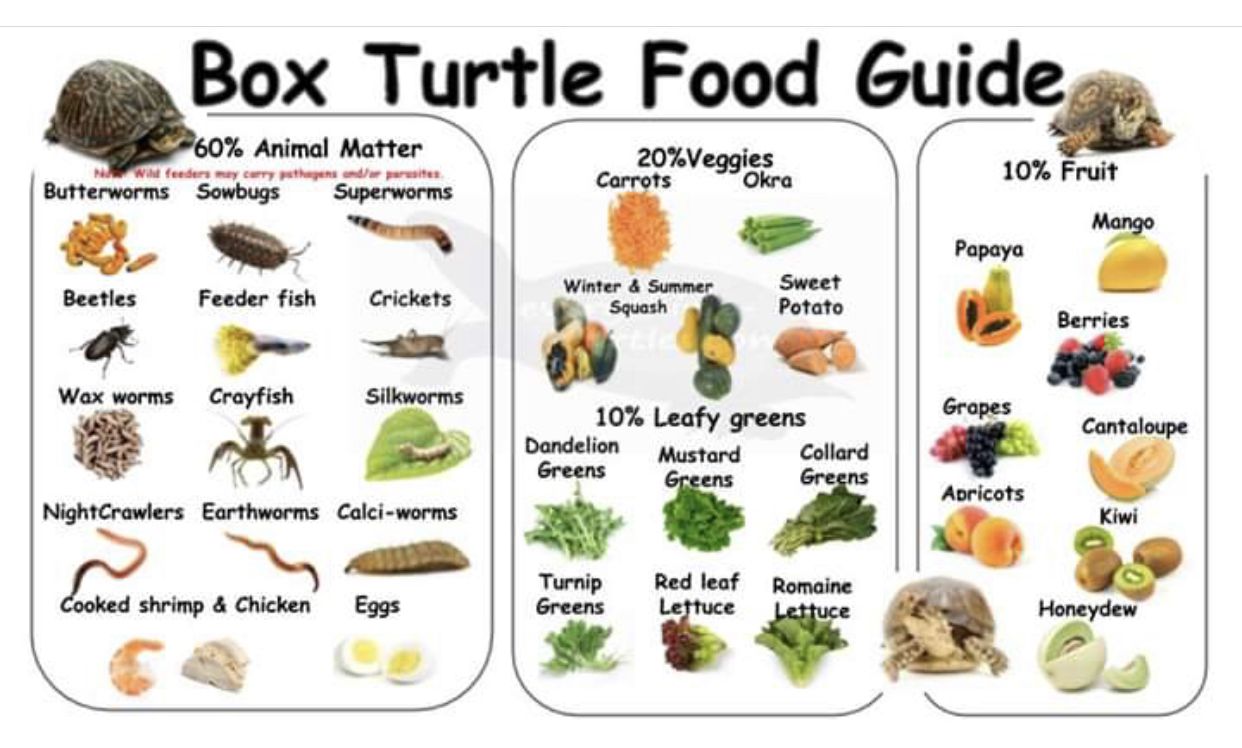 Box Turtle Food Guide
60% Animal Matter
Note: Wild feeders may carry pathogens and/or parasites.
Butterworms Sowbugs Superworms
Beetles Feeder fish Crickets
Wax worms Crayfish Silkworms
NightCrawlers Earthworms Calci-worms
Cooked shrimp & Chicken Eggs
20%Veggies
Carrots Okra
Winter & Summer
Squash
Sweet
Potato
10% Leafy greens
Dandelion
Greens
Mustard
Greens
Collard
Greens
Turnip
Greens
Red leaf
Lettuce
Romaine
Lettuce
10% Fruit
Mango
Papaya
Berries
Grapes
Cantaloupe
Apricots
Kiwi
Honeydew